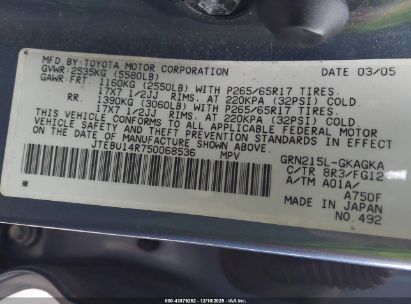 MFD.BY:TOYOTA MOTOR CORPORATION DATE 03/05
GVWR:2535KG (5580LB)
GAWR:FRT. 1160KG (2550LB) WITH P265/65R17 TIRES.
17X7 1/2JJ RIMS. AT 220KPA (32PSI) COLD.
RR. 1390KG (3060LB) WITH P265/65R17 TIRES.
17X7 1/2JJ RIMS. AT 220KPA (32PSI) COLD.
THIS VEHICLE CONFORMS TO ALL APPLICABLE FEDERAL MOTOR
VEHICLE SAFETY AND THEFT PREVENTION STANDARDS IN EFFECT
ON THE DATE OF MANUFACTURE SHOWN ABOVE.
JTEBU14R750068536 MPV
GRN215L-GKAGKA
C/TR 8R3/FG12
A/TM A01A/
A750F
MADE IN JAPAN
NO.492
000-43879292 - 12/10/2025 - IAA Inc.